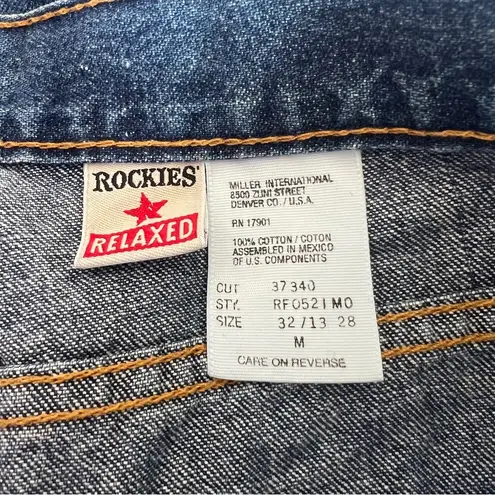 ROCKIES
RELAXED
MILLER INTERNATIONAL
8500 ZUNI STREET
DENVER CO./U.S.A.
RN 17901
100% COTTON / COTON
ASSEMBLED IN MEXICO
OF U.S. COMPONENTS
CUT 37340
STY. RF0521MO
SIZE 32/13 28
M
CARE ON REVERSE